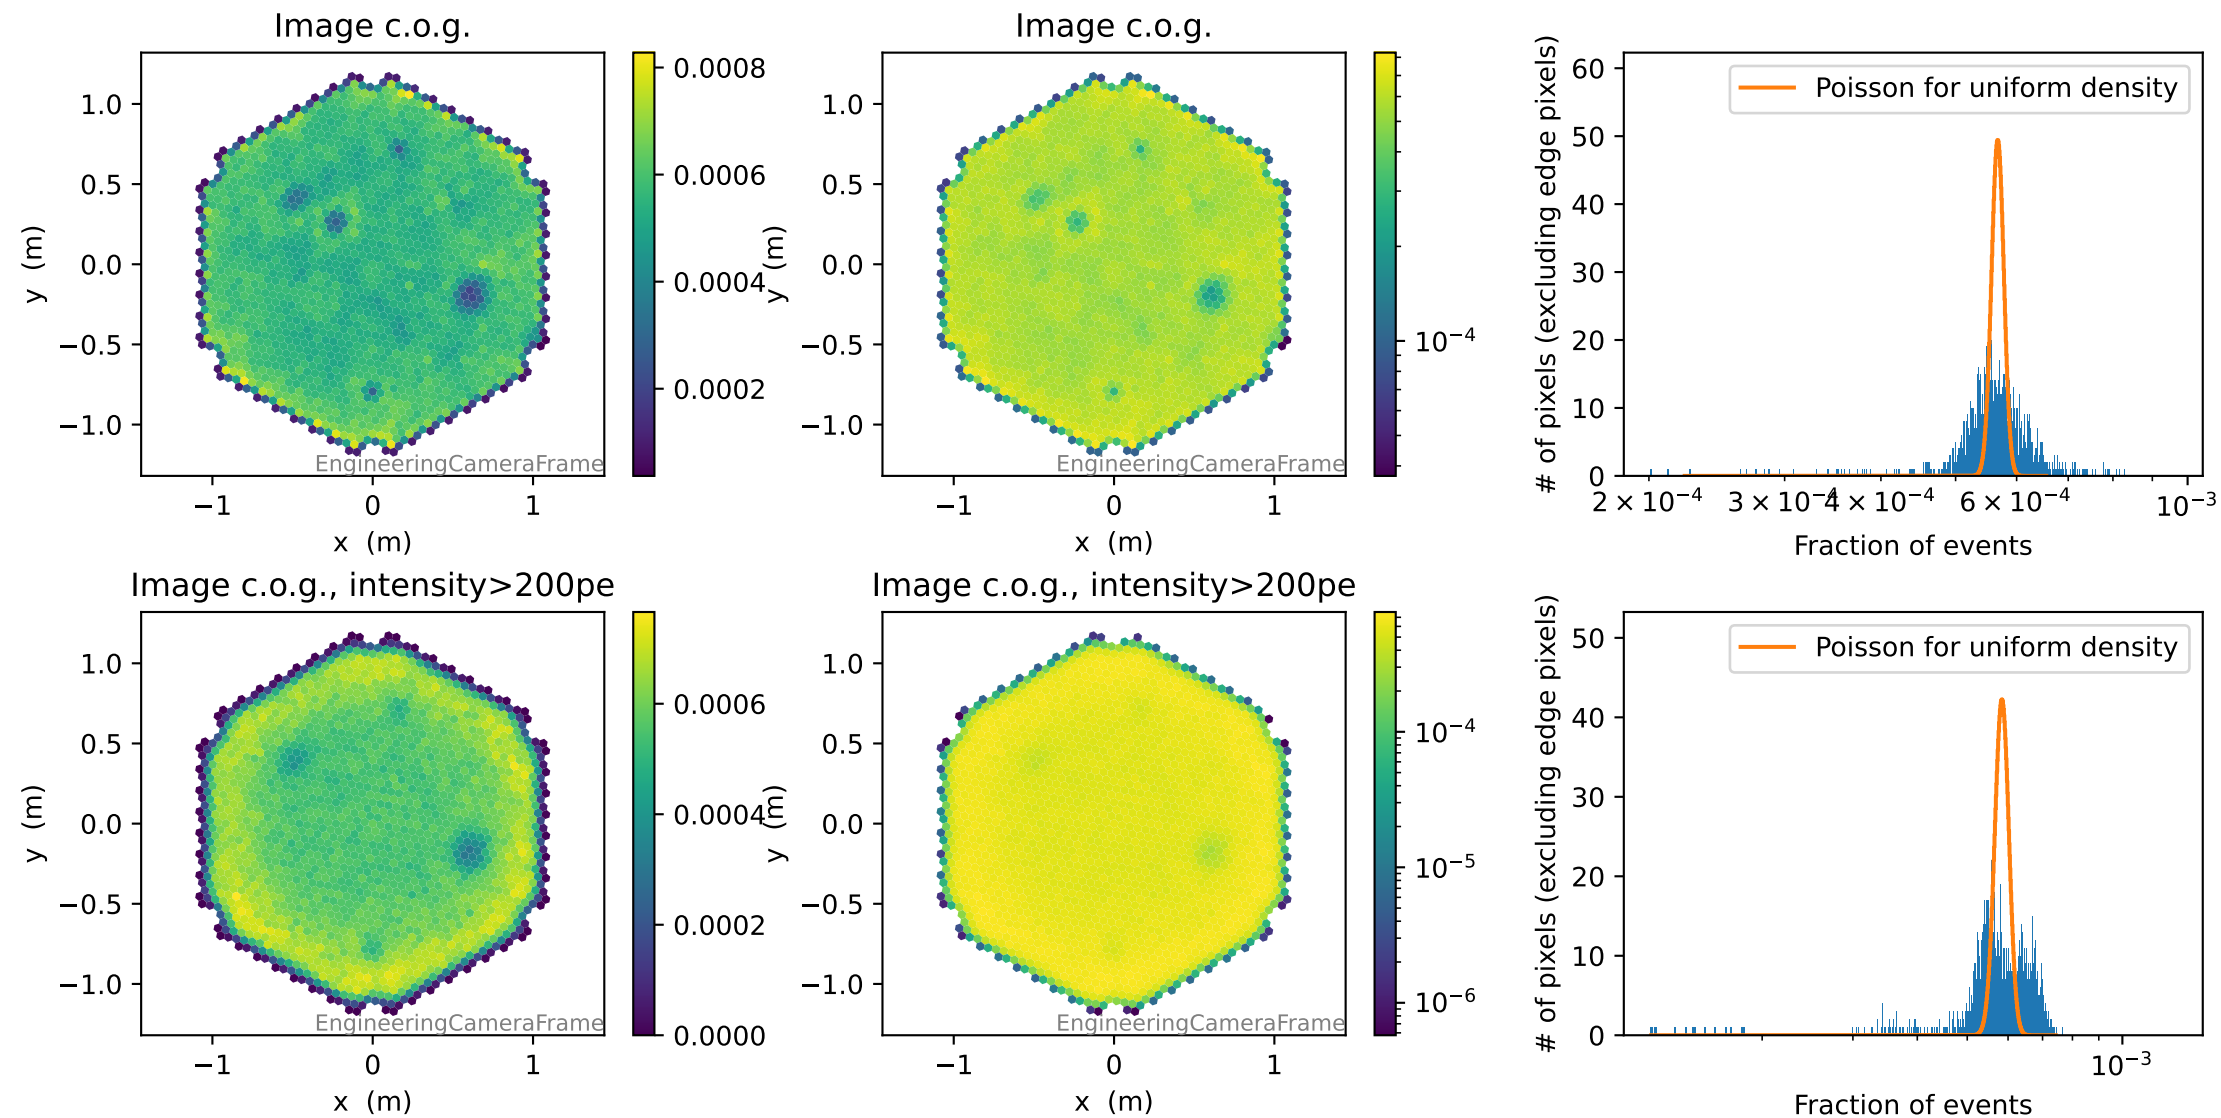 Image c.o.g.
1.0
0.5
0.0
−0.5
−1.0
y (m)
−1 0 1
x (m)
EngineeringCameraFrame
0.0008
0.0006
0.0004
0.0002
Image c.o.g.
1.0
0.5
0.0
−0.5
−1.0
y (m)
−1 0 1
x (m)
EngineeringCameraFrame
10⁻⁴
# of pixels (excluding edge pixels)
60
50
40
30
20
10
0
Poisson for uniform density
2 × 10⁻⁴ 3 × 10⁻⁴ 4 × 10⁻⁴ 6 × 10⁻⁴ 10⁻³
Fraction of events
Image c.o.g., intensity>200pe
1.0
0.5
0.0
−0.5
−1.0
y (m)
−1 0 1
x (m)
EngineeringCameraFrame
0.0006
0.0004
0.0002
0.0000
Image c.o.g., intensity>200pe
1.0
0.5
0.0
−0.5
−1.0
y (m)
−1 0 1
x (m)
EngineeringCameraFrame
10⁻⁴
10⁻⁵
10⁻⁶
# of pixels (excluding edge pixels)
50
40
30
20
10
0
Poisson for uniform density
10⁻³
Fraction of events